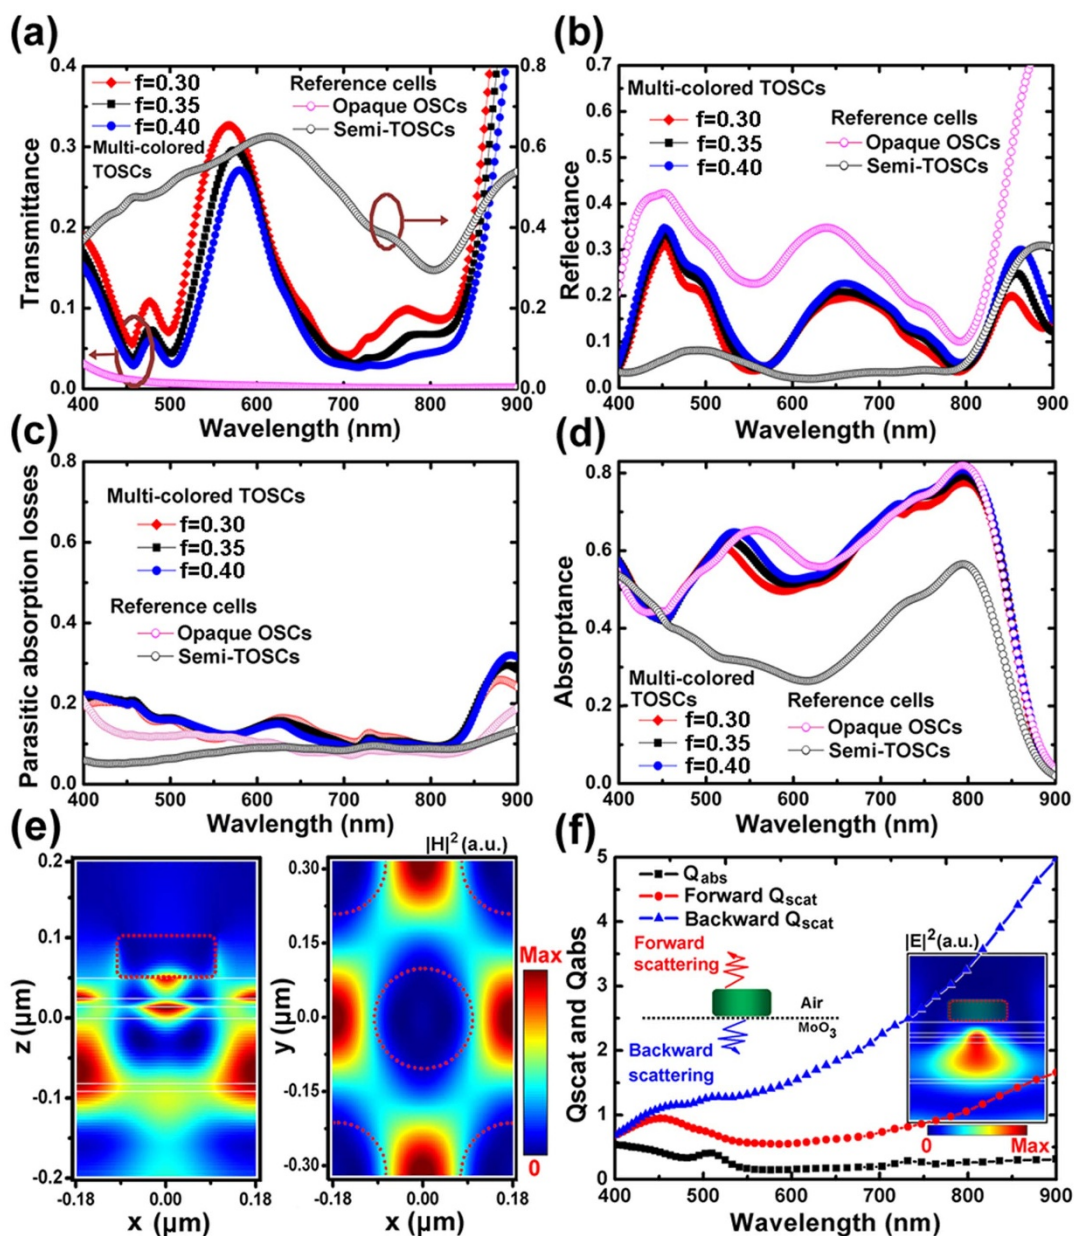 (a)
0.4
0.3
0.2
0.1
0.0
Transmittance
f=0.30
f=0.35
f=0.40
Multi-colored
TOSCs
Reference cells
Opaque OSCs
Semi-TOSCs
0.8
0.6
0.4
0.2
0.0
400 500 600 700 800 900
Wavelength (nm)
(b)
0.7
0.6
0.5
0.4
0.3
0.2
0.1
0.0
Reflectance
Multi-colored TOSCs
f=0.30
f=0.35
f=0.40
Reference cells
Opaque OSCs
Semi-TOSCs
400 500 600 700 800 900
Wavelength (nm)
(c)
0.8
0.6
0.4
0.2
0.0
Parasitic absorption losses
Multi-colored TOSCs
f=0.30
f=0.35
f=0.40
Reference cells
Opaque OSCs
Semi-TOSCs
400 500 600 700 800 900
Wavelength (nm)
(d)
0.8
0.6
0.4
0.2
0.0
Absorptance
Multi-colored
TOSCs
f=0.30
f=0.35
f=0.40
Reference cells
Opaque OSCs
Semi-TOSCs
400 500 600 700 800 900
Wavelength (nm)
(e)
0.2
0.1
0.0
-0.1
-0.2
z (μm)
-0.18 0.00 0.18
x (μm)
|H|² (a.u.)
0.30
0.15
0.0
-0.15
-0.30
y (μm)
-0.18 0.00 0.18
x (μm)
Max
0
(f)
5
4
3
2
1
0
Qscat and Qabs
Qabs
Forward Qscat
Backward Qscat
Forward
scattering
Air
MoO₃
Backward
scattering
|E|² (a.u.)
0 Max
400 500 600 700 800 900
Wavelength (nm)